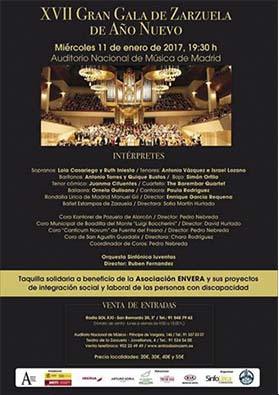 XVII GRAN GALA DE ZARZUELA
DE AÑO NUEVO
Miércoles 11 de enero de 2017, 19:30 h
Auditorio Nacional de Música de Madrid
INTÉRPRETES
Sopranos: Lola Casariego y Ruth Iniesta / Tenores: Antonio Vázquez e Israel Lozano
Barítonos: Antonio Torres y Quique Bustos / Bajo: Simón Orfila
Tenor cómico: Juanma Cifuentes / Cuarteto: The Barembar Quartet
Bailaora: Ornela Gulisano / Cantaora: Paula Rodríguez
Rondalla Lírica de Madrid Manuel Gil / Director: Enrique García Requena
Ballet Estampas de Zarzuela / Directora: Sofía Martín Hurtado
Coro Kantorei de Pozuelo de Alarcón / Director: Pedro Nebreda
Coro Municipal de Boadilla del Monte "Luigi Boccherini" / Director: David Hurtado
Coro "Canticum Novum" de Fuente del Fresno / Director: Pedro Nebreda
Coro de San Agustín Guadalix / Directora: Chiara Rodríguez
Coordinador de Coros: Pedro Nebreda
Orquesta Sinfónica Iuventas
Director: Ruben Fernandez
Taquilla solidaria a beneficio de la Asociación ENVERA y sus proyectos
de integración social y laboral de las personas con discapacidad
VENTA DE ENTRADAS
Precio localidades: 20€, 30€, 40€ y 55€